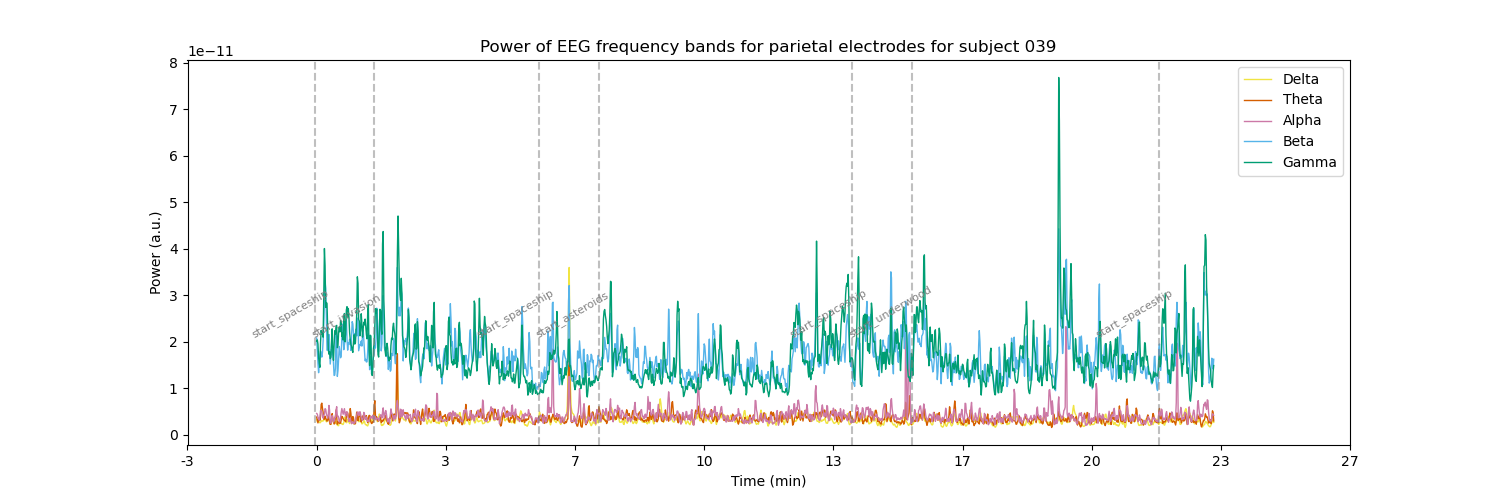 Power of EEG frequency bands for parietal electrodes for subject 039
1e−11
8
7
6
5
4
3
2
1
0
Power (a.u.)
start_spaceship
start_invasion
start_spaceship
start_asteroids
start_spaceship
start_underwood
start_spaceship
Delta
Theta
Alpha
Beta
Gamma
-3
0
3
7
10
13
17
20
23
27
Time (min)